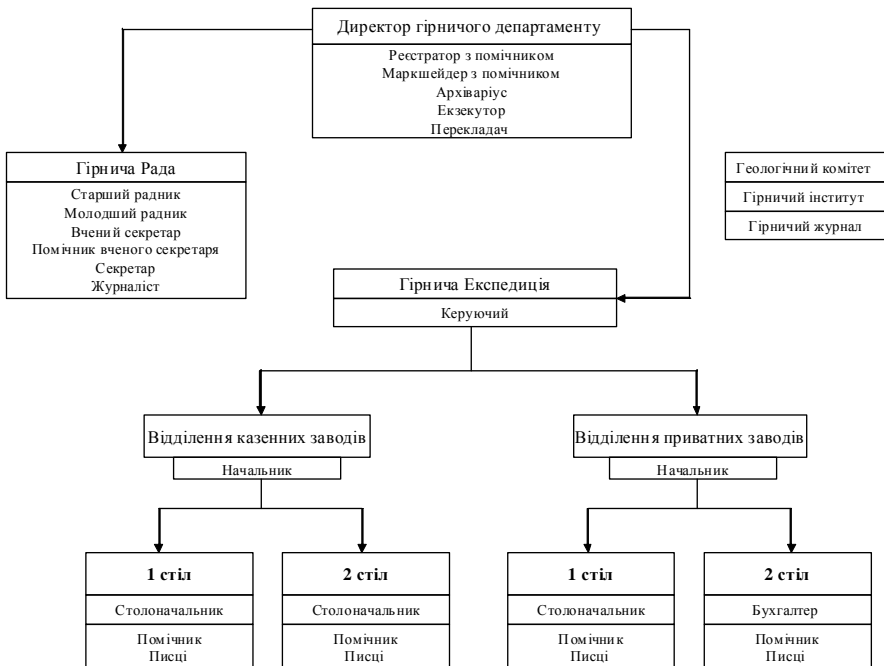 Директор гірничого департаменту
Реєстратор з помічником
Маркшейдер з помічником
Архіваріус
Екзекутор
Перекладач
Гірнича Рада
Старший радник
Молодший радник
Вчений секретар
Помічник вченого секретаря
Секретар
Журналіст
Геологічний комітет
Гірничий інститут
Гірничий журнал
Гірнича Експедиція
Керуючий
Відділення казенних заводів
Начальник
Відділення приватних заводів
Начальник
1 стіл
Столоначальник
Помічник
Писці
2 стіл
Столоначальник
Помічник
Писці
1 стіл
Столоначальник
Помічник
Писці
2 стіл
Бухгалтер
Помічник
Писці